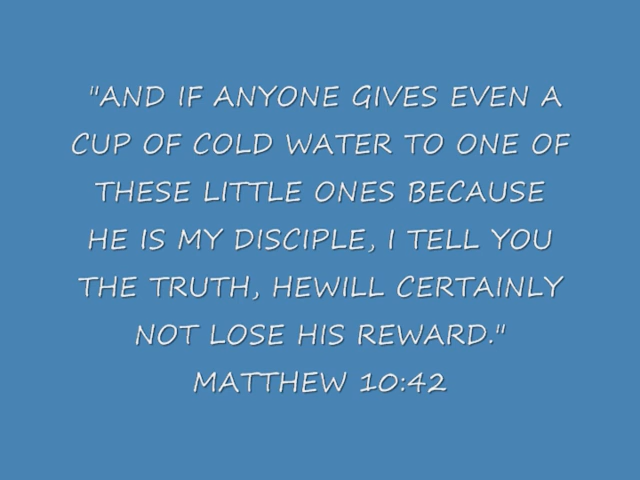 "AND IF ANYONE GIVES EVEN A
CUP OF COLD WATER TO ONE OF
THESE LITTLE ONES BECAUSE
HE IS MY DISCIPLE, I TELL YOU
THE TRUTH, HEWILL CERTAINLY
NOT LOSE HIS REWARD."
MATTHEW 10:42